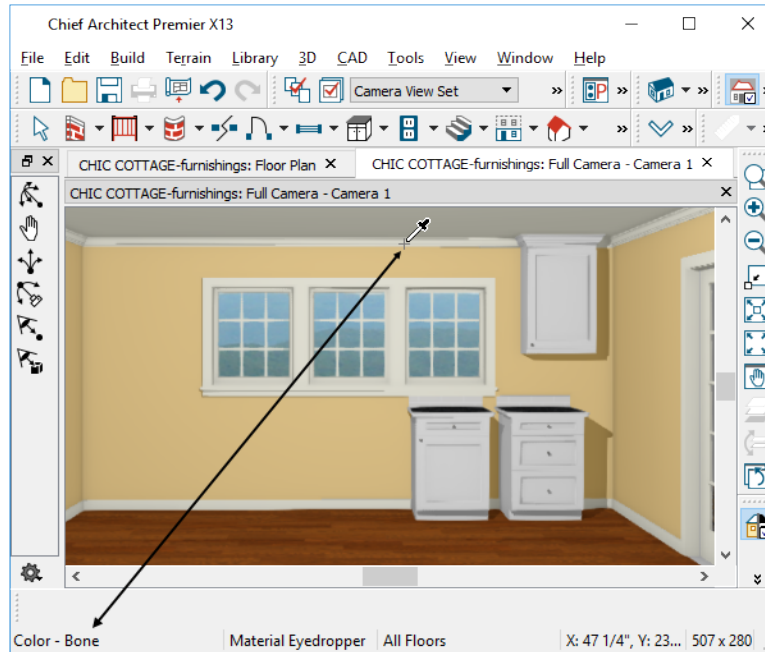 Chief Architect Premier X13
File Edit Build Terrain Library 3D CAD Tools View Window Help
Camera View Set
CHIC COTTAGE-furnishings: Floor Plan CHIC COTTAGE-furnishings: Full Camera - Camera 1
CHIC COTTAGE-furnishings: Full Camera - Camera 1
Color - Bone Material Eyedropper All Floors X: 47 1/4", Y: 23... 507 x 280